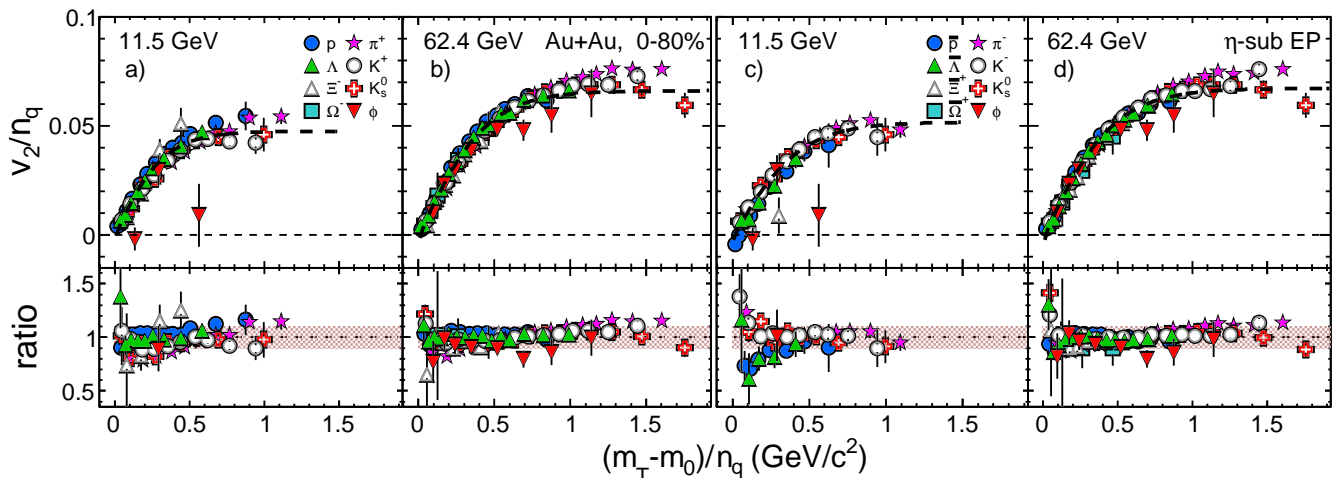 11.5 GeV
a)
p π⁺
Λ K⁺
Ξ⁻ K⁰ₛ
Ω⁻ ϕ
62.4 GeV Au+Au, 0-80%
b)
11.5 GeV
c)
p̄ π⁻
Λ̄ K⁻
Ξ̄⁺ K⁰ₛ
Ω̄⁺ ϕ
62.4 GeV η-sub EP
d)
v₂/n_q
0.1
0.05
0
ratio
1.5
1
0.5
0 0.5 1 1.5
0 0.5 1 1.5
0 0.5 1 1.5
0 0.5 1 1.5
(m_T-m₀)/n_q (GeV/c²)